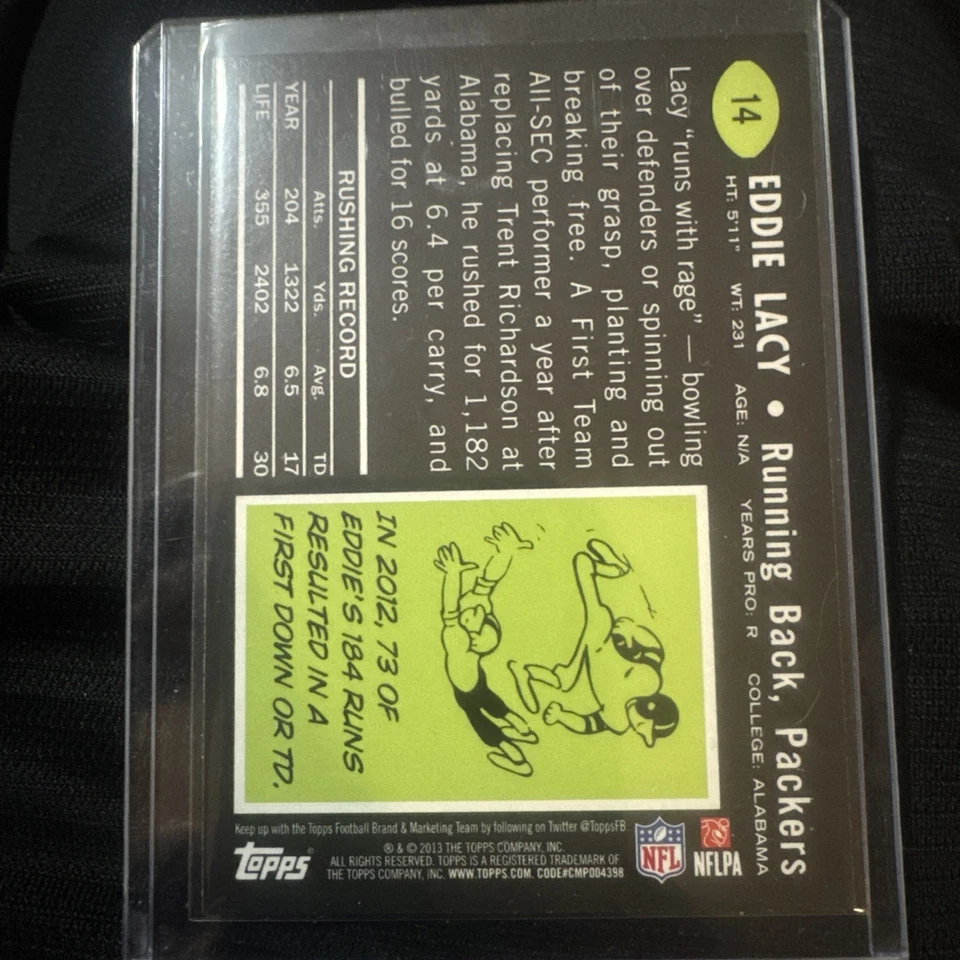 14
EDDIE LACY • Running Back, Packers
HT: 5'11" WT: 231 AGE: N/A YEARS PRO: R COLLEGE: ALABAMA
Lacy "runs with rage" — bowling
over defenders or spinning out
of their grasp, planting and
breaking free. A First Team
All-SEC performer a year after
replacing Trent Richardson at
Alabama, he rushed for 1,182
yards at 6.4 per carry, and
bulled for 16 scores.
RUSHING RECORD
Atts. Yds. Avg. TD
YEAR 204 1322 6.5 17
LIFE 355 2402 6.8 30
IN 2012, 73 OF
EDDIE'S 184 RUNS
RESULTED IN A
FIRST DOWN OR TD.
NFL NFLPA
Keep up with the Topps Football Brand & Marketing Team by following on Twitter @ToppsFB
® & © 2013 THE TOPPS COMPANY, INC.
ALL RIGHTS RESERVED. TOPPS IS A REGISTERED TRADEMARK OF
THE TOPPS COMPANY, INC. WWW.TOPPS.COM. CODE#CMP004398
TOPPS®